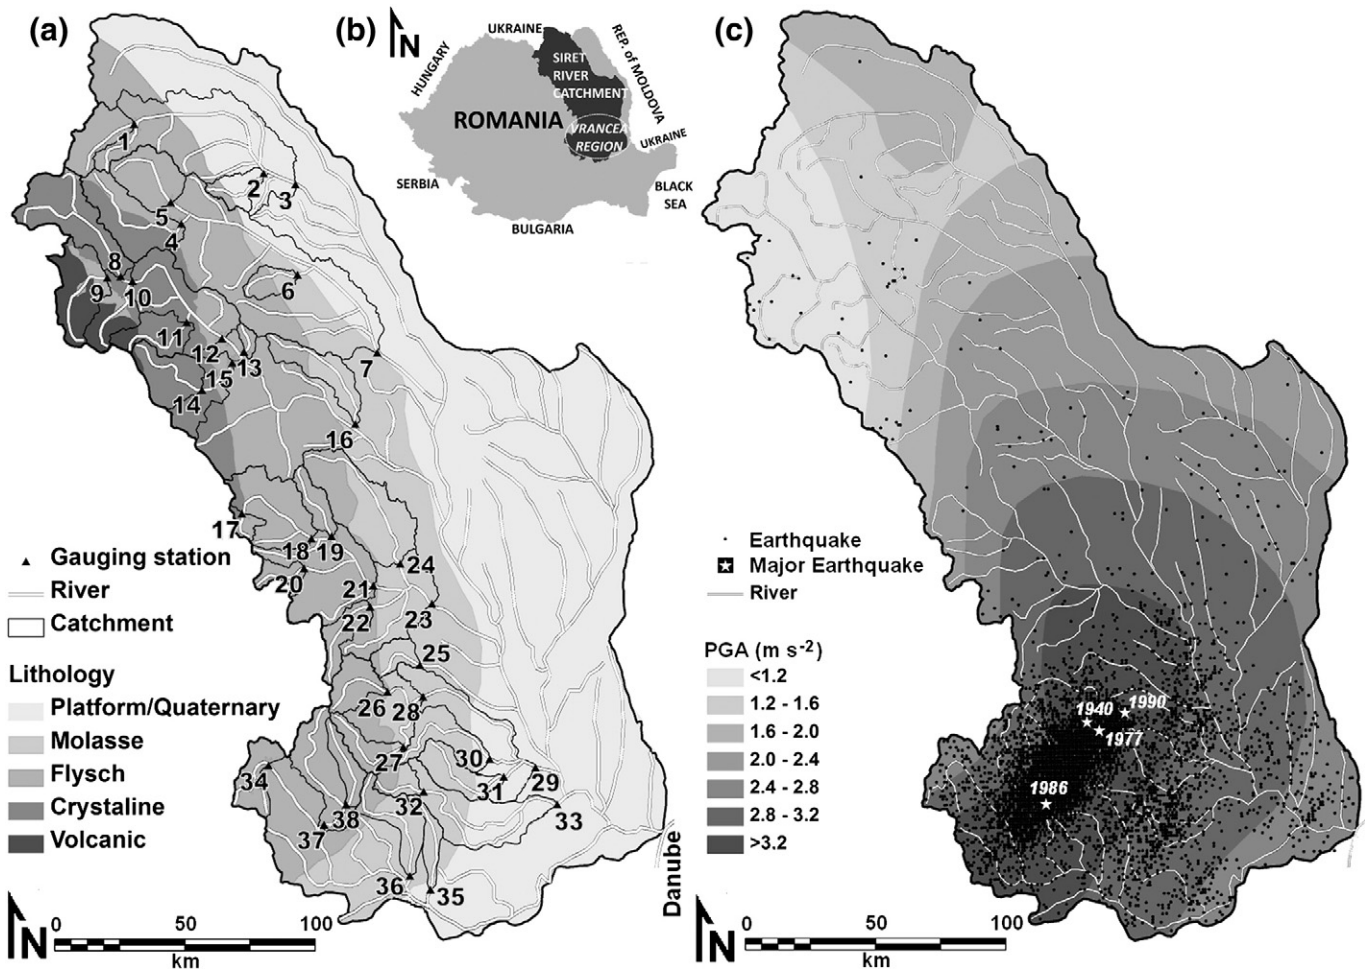 (a)
1
2
3
5
4
8
9
10
6
11
12
13
15
7
14
16
17
18
19
20
24
21
22
23
25
26
28
27
30
31
29
34
32
33
37
38
36
35
Gauging station
River
Catchment
Lithology
Platform/Quaternary
Molasse
Flysch
Crystaline
Volcanic
N
0 50 100
km
Danube
(b)
N
UKRAINE
HUNGARY
REP. of MOLDOVA
SIRET
RIVER
CATCHMENT
ROMANIA
VRANCEA
REGION
UKRAINE
SERBIA
BLACK
SEA
BULGARIA
(c)
Earthquake
Major Earthquake
River
PGA (m s⁻²)
<1.2
1.2 - 1.6
1.6 - 2.0
2.0 - 2.4
2.4 - 2.8
2.8 - 3.2
>3.2
1940
1990
1977
1986
N
0 50 100
km